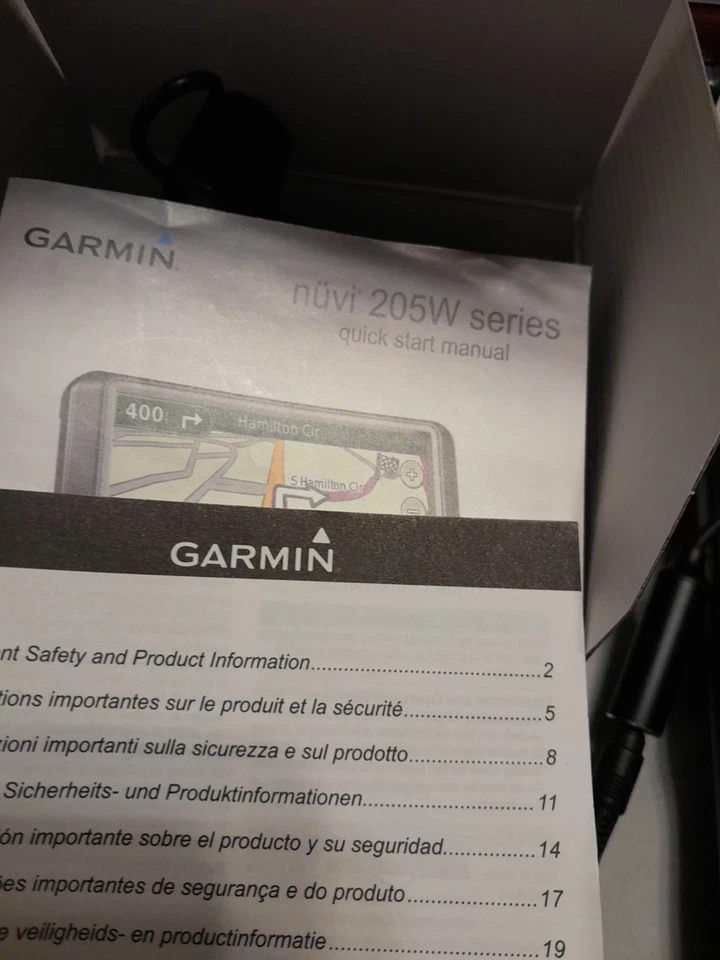 GARMIN
nüvi® 205W series
quick start manual
400 Hamilton Cir
S Hamilton Cir
GARMIN
nt Safety and Product Information 2
tions importantes sur le produit et la sécurité 5
zioni importanti sulla sicurezza e sul prodotto 8
Sicherheits- und Produktinformationen 11
ón importante sobre el producto y su seguridad 14
ões importantes de segurança e do produto 17
e veiligheids- en productinformatie 19